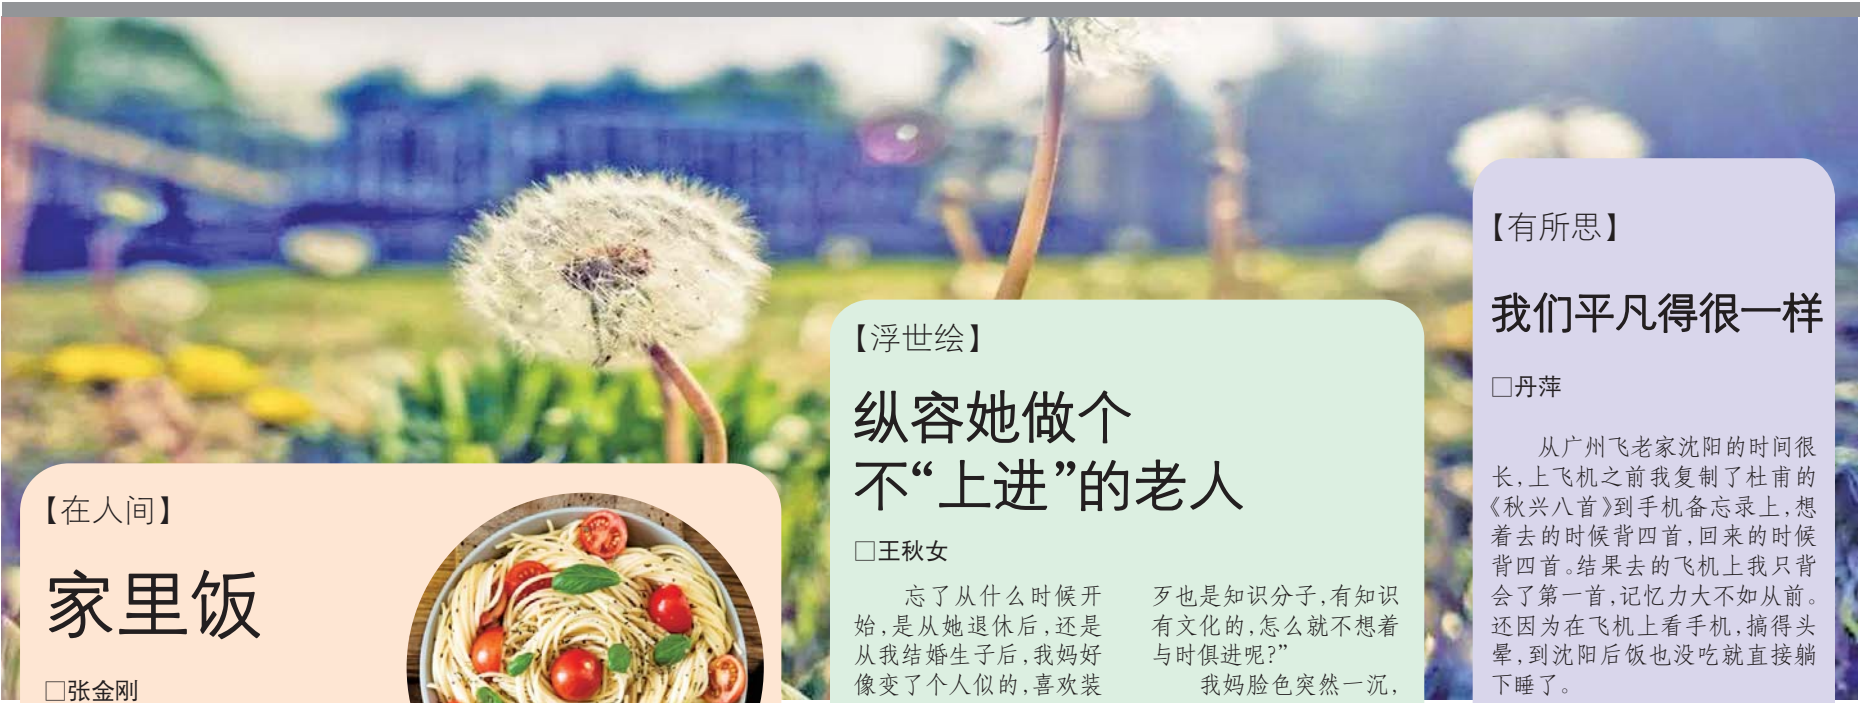 【在人间】
家里饭
□张金刚
【浮世绘】
纵容她做个
不“上进”的老人
□王秋女
忘了从什么时候开
始,是从她退休后,还是
从我结婚生子后,我妈好
像变了个人似的,喜欢装
歹也是知识分子,有知识
有文化的,怎么就不想着
与时俱进呢?”
我妈脸色突然一沉,
【有所思】
我们平凡得很一样
□丹萍
从广州飞老家沈阳的时间很
长,上飞机之前我复制了杜甫的
《秋兴八首》到手机备忘录上,想
着去的时候背四首,回来的时候
背四首。结果去的飞机上我只背
会了第一首,记忆力大不如从前。
还因为在飞机上看手机,搞得头
晕,到沈阳后饭也没吃就直接躺
下睡了。